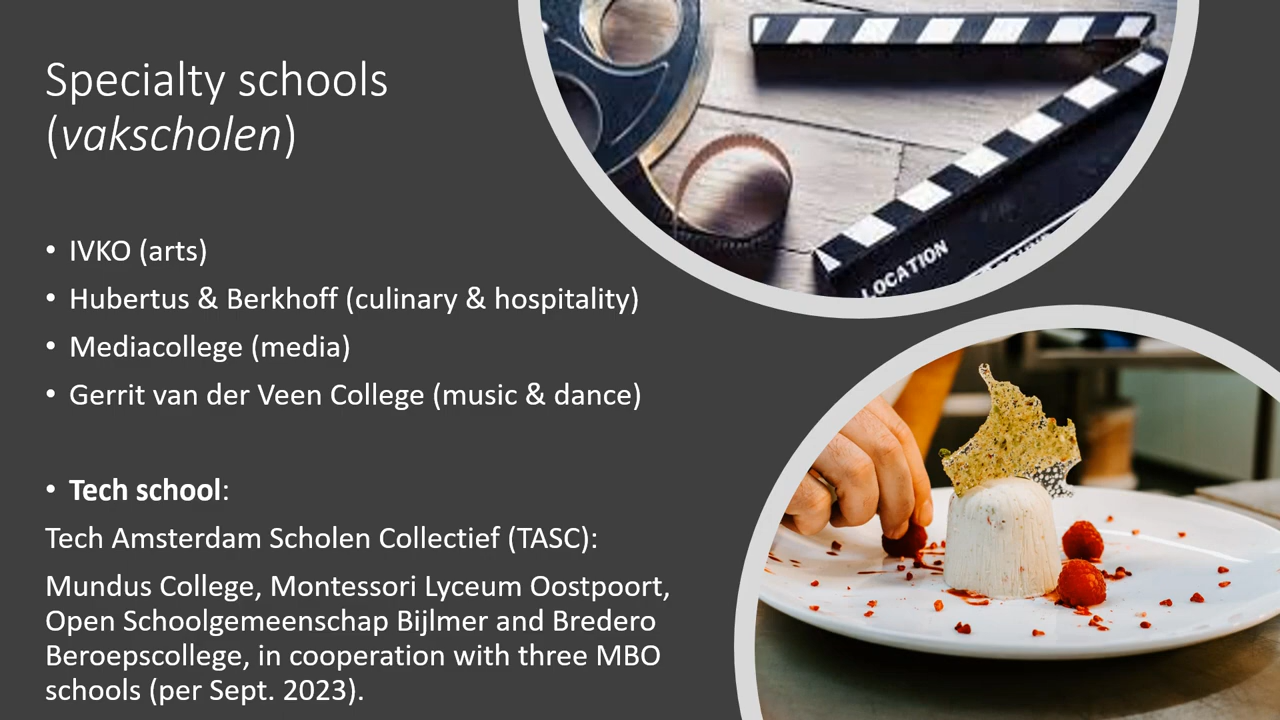 Specialty schools
(vakscholen)
• IVKO (arts)
• Hubertus & Berkhoff (culinary & hospitality)
• Mediacollege (media)
• Gerrit van der Veen College (music & dance)
• Tech school:
Tech Amsterdam Scholen Collectief (TASC):
Mundus College, Montessori Lyceum Oostpoort,
Open Schoolgemeenschap Bijlmer and Bredero
Beroepscollege, in cooperation with three MBO
schools (per Sept. 2023).
LOCATION